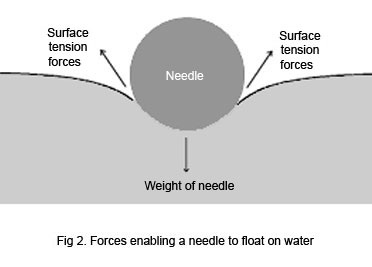 Surface
tension
forces
Surface
tension
forces
Needle
Weight of needle
Fig 2. Forces enabling a needle to float on water